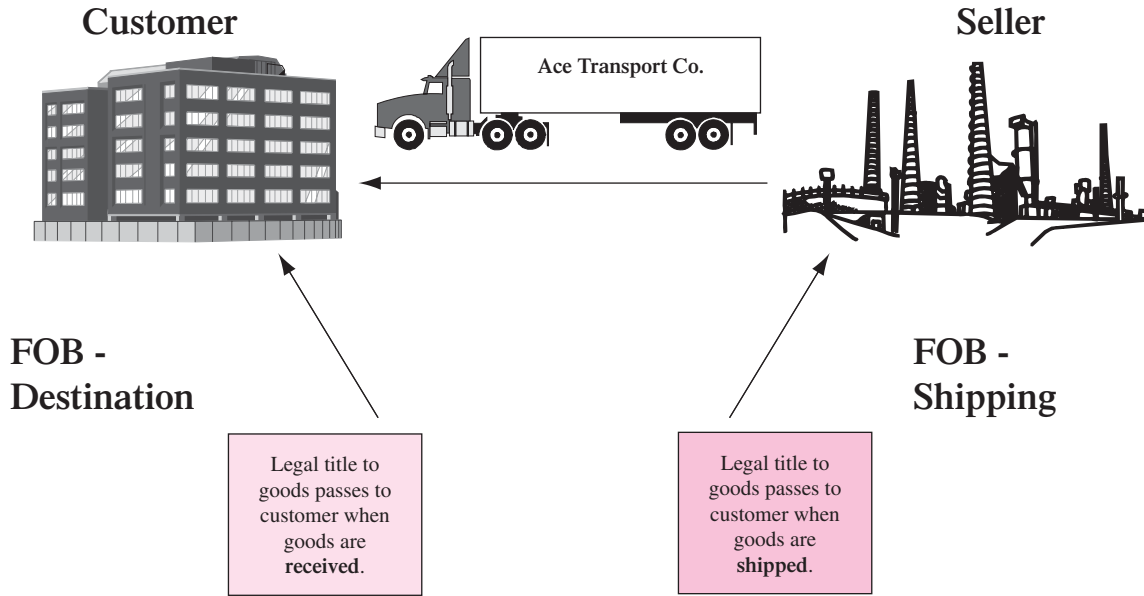 Customer
Seller
Ace Transport Co.
FOB -
Destination
FOB -
Shipping
Legal title to
goods passes to
customer when
goods are
received.
Legal title to
goods passes to
customer when
goods are
shipped.